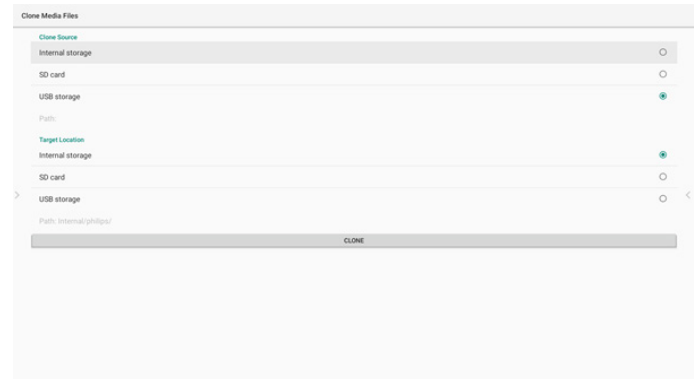 Clone Media Files
Clone Source
Internal storage
SD card
USB storage
Path:
Target Location
Internal storage
SD card
USB storage
Path: Internal/philips/
CLONE